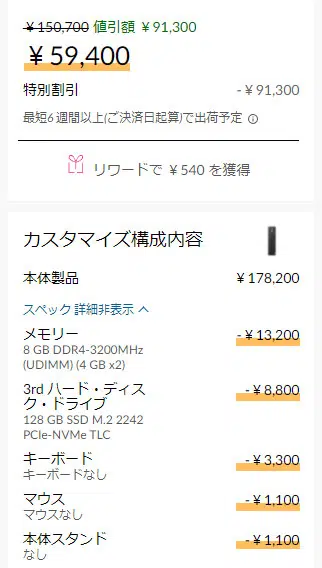 ￥150,700 値引額 ￥91,300
￥59,400
特別割引 - ￥91,300
最短6 週間以上(ご決済日起算)で出荷予定
リワードで ￥540 を獲得
カスタマイズ構成内容
本体製品 ￥178,200
スペック 詳細非表示
メモリー - ￥13,200
8 GB DDR4-3200MHz
(UDIMM) (4 GB x2)
3rd ハード・ディス - ￥8,800
ク・ドライブ
128 GB SSD M.2 2242
PCIe-NVMe TLC
キーボード - ￥3,300
キーボードなし
マウス - ￥1,100
マウスなし
本体スタンド - ￥1,100
なし